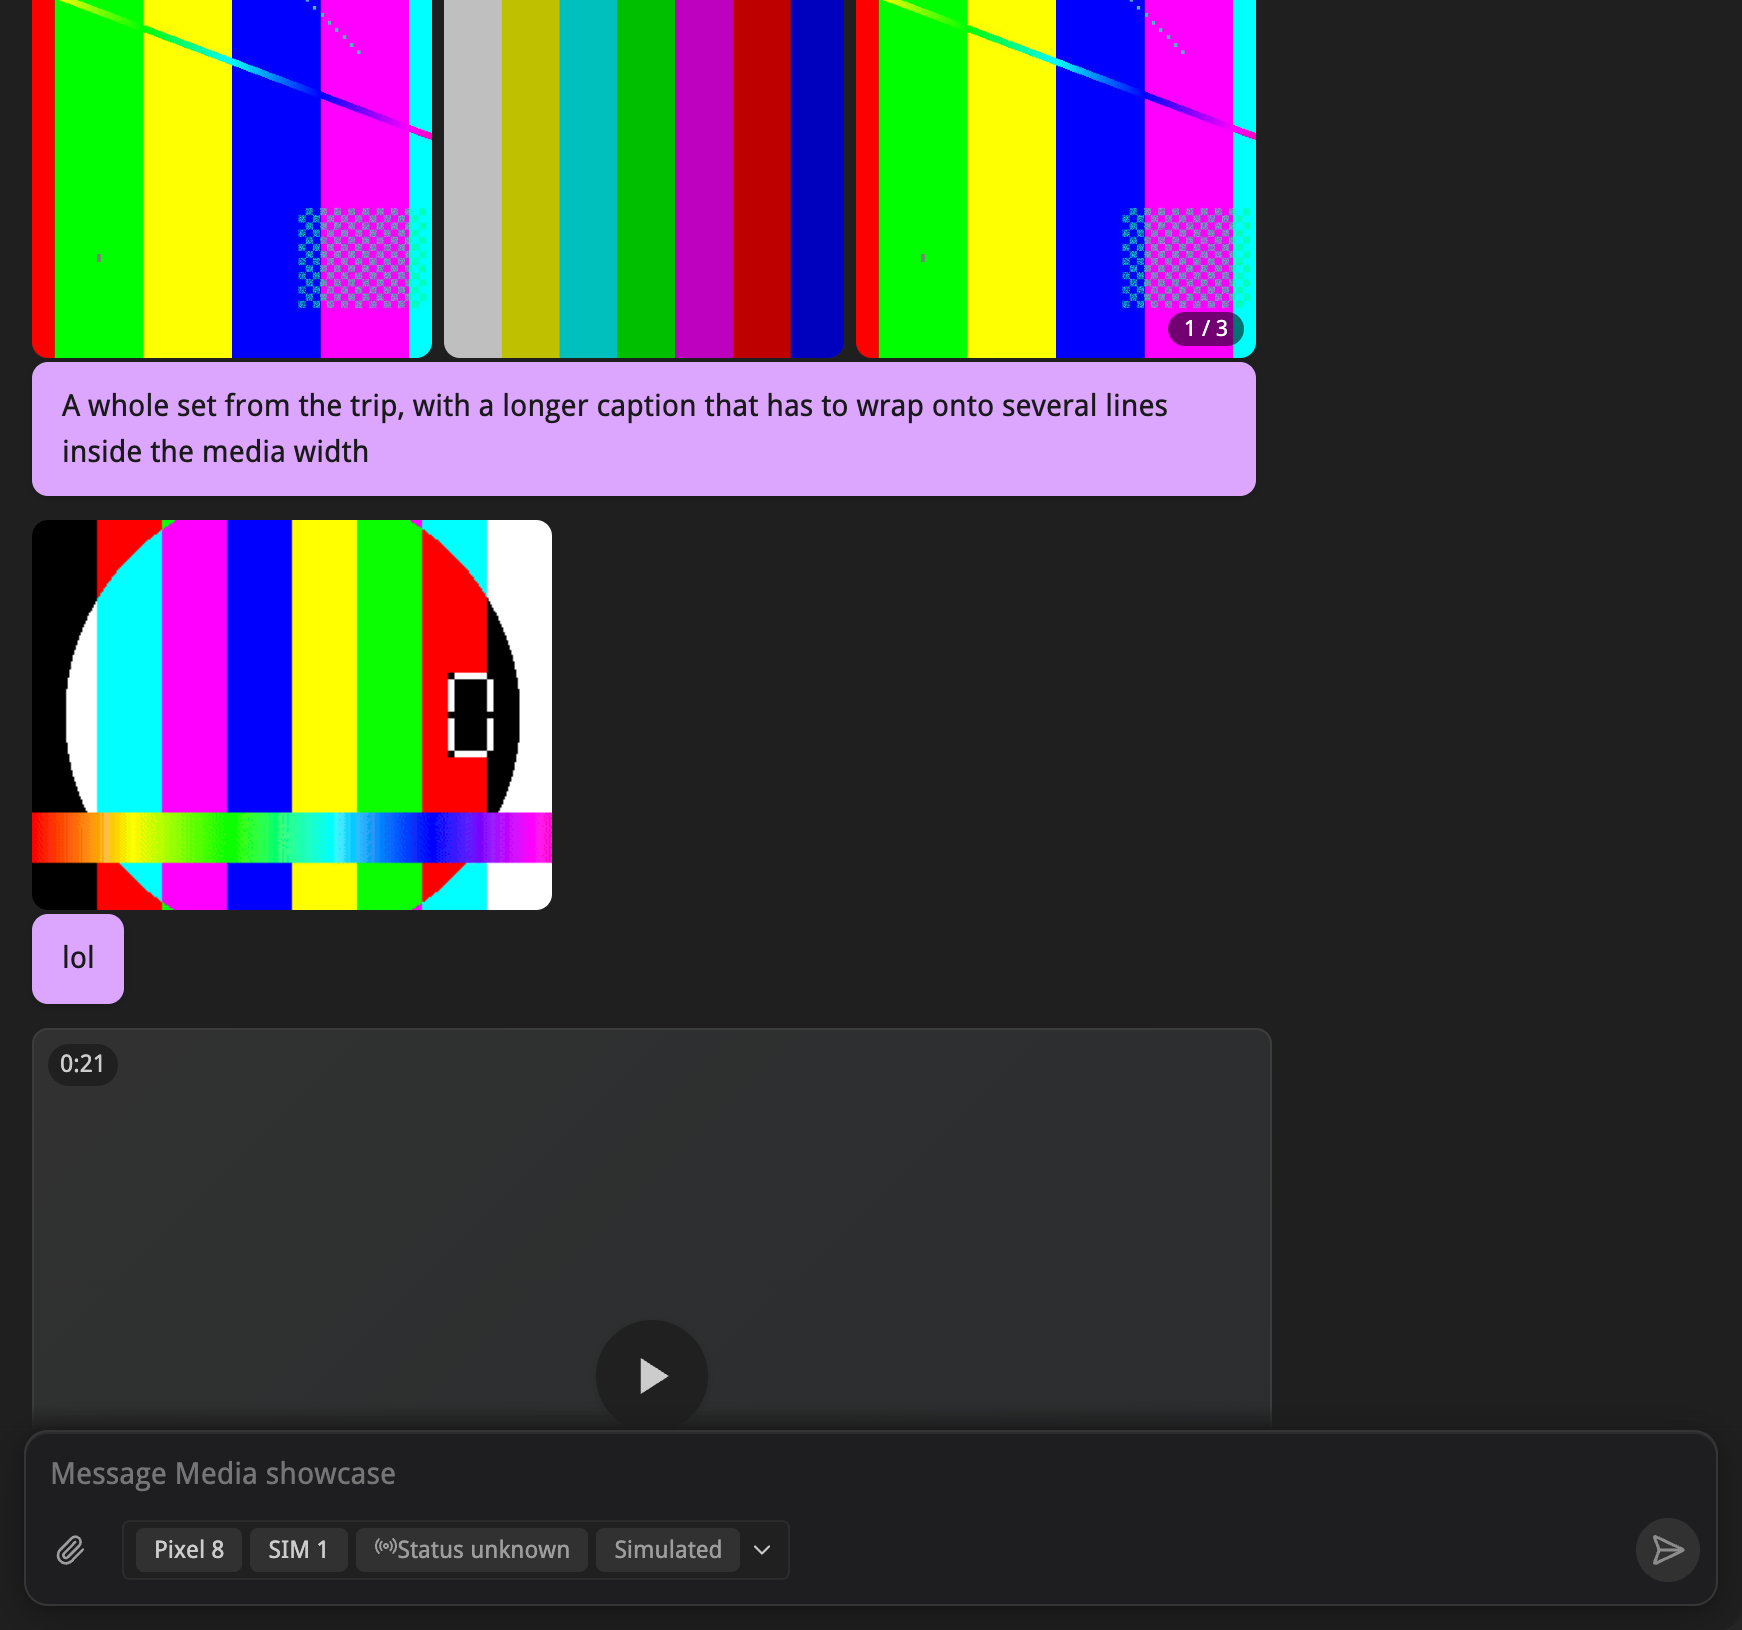 1 / 3
A whole set from the trip, with a longer caption that has to wrap onto several lines
inside the media width
0
lol
0:21
Message Media showcase
Pixel 8 SIM 1 Status unknown Simulated